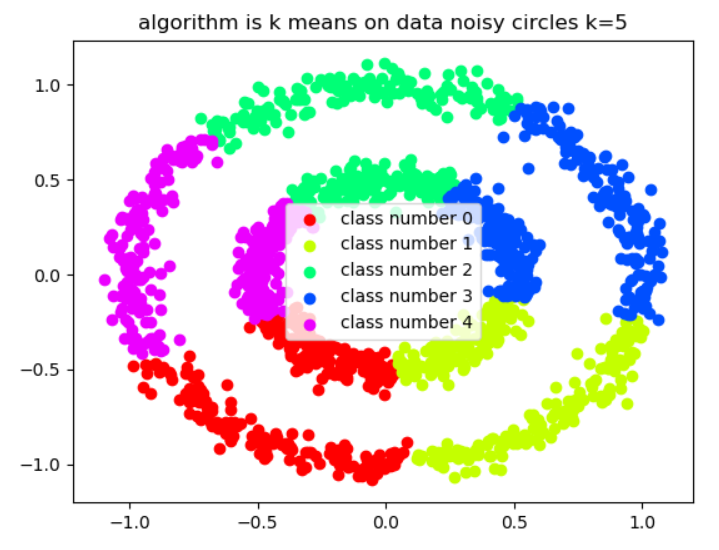 algorithm is k means on data noisy circles k=5
1.0
0.5
0.0
−0.5
−1.0
class number 0
class number 1
class number 2
class number 3
class number 4
−1.0 −0.5 0.0 0.5 1.0